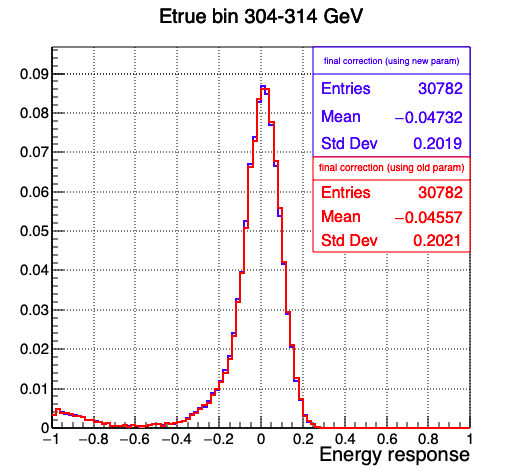 Etrue bin 304-314 GeV
final correction (using new param)
Entries 30782
Mean −0.04732
Std Dev 0.2019
final correction (using old param)
Entries 30782
Mean −0.04557
Std Dev 0.2021
0.09
0.08
0.07
0.06
0.05
0.04
0.03
0.02
0.01
0
−1 −0.8 −0.6 −0.4 −0.2 0 0.2 0.4 0.6 0.8 1
Energy response